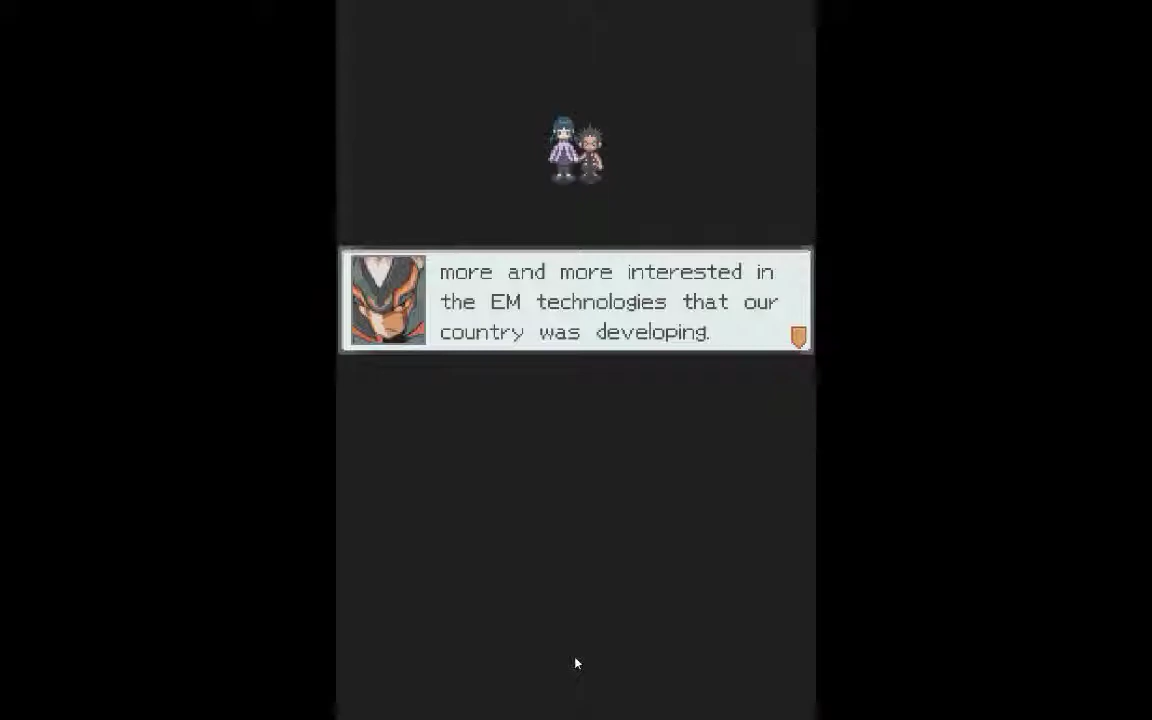 more and more interested in
the EM technologies that our
country was developing.